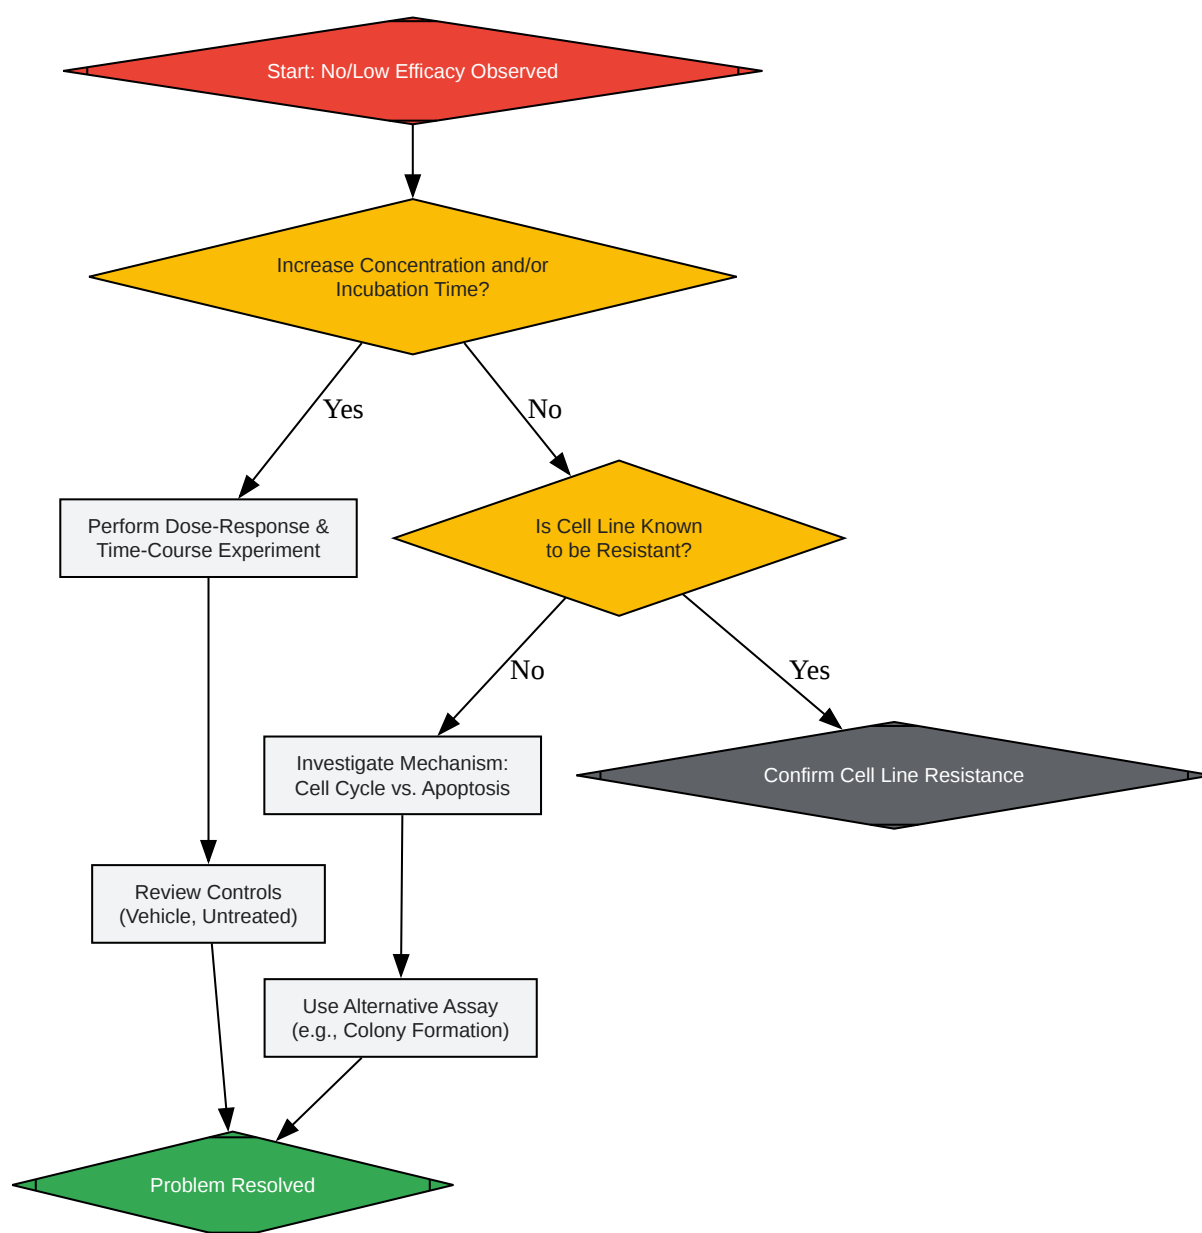 Start: No/Low Efficacy Observed
Increase Concentration and/or
Incubation Time?
Yes
No
Perform Dose-Response &
Time-Course Experiment
Is Cell Line Known
to be Resistant?
No
Yes
Investigate Mechanism:
Cell Cycle vs. Apoptosis
Confirm Cell Line Resistance
Review Controls
(Vehicle, Untreated)
Use Alternative Assay
(e.g., Colony Formation)
Problem Resolved